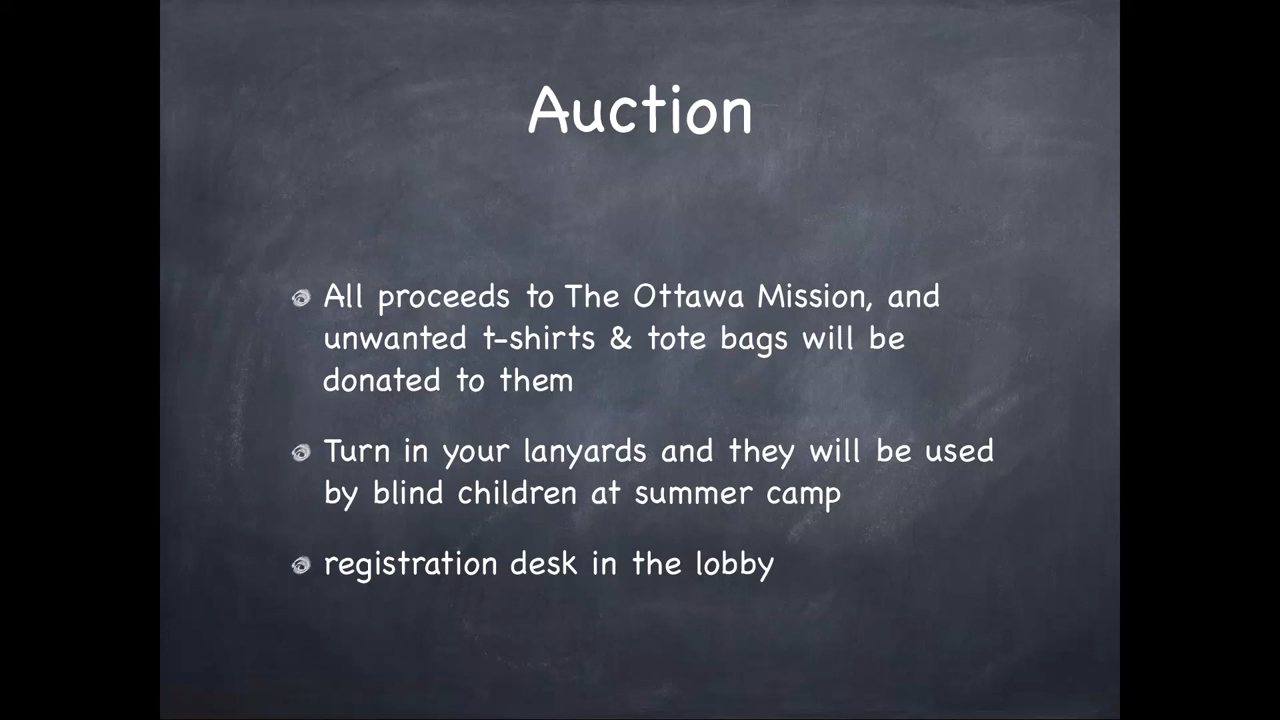 Auction
All proceeds to The Ottawa Mission, and
unwanted t-shirts & tote bags will be
donated to them
Turn in your lanyards and they will be used
by blind children at summer camp
registration desk in the lobby